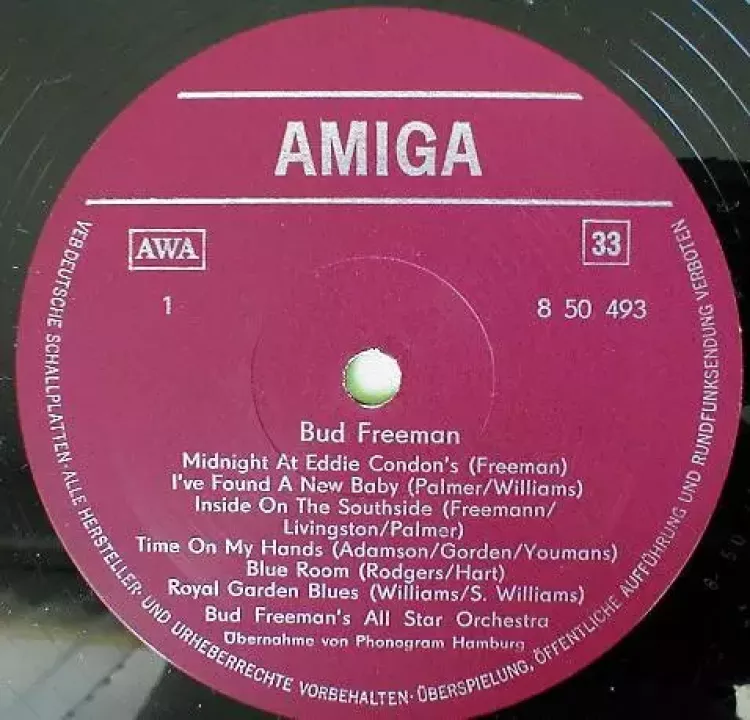 AMIGA
AWA
33
1
8 50 493
Bud Freeman
Midnight At Eddie Condon's (Freeman)
I've Found A New Baby (Palmer/Williams)
Inside On The Southside (Freemann/
Livingston/Palmer)
Time On My Hands (Adamson/Gorden/Youmans)
Blue Room (Rodgers/Hart)
Royal Garden Blues (Williams/S. Williams)
Bud Freeman's All Star Orchestra
Übernahme von Phonogram Hamburg
VEB DEUTSCHE SCHALLPLATTEN · ALLE HERSTELLER- UND URHEBERRECHTE VORBEHALTEN · ÜBERSPIELUNG, ÖFFENTLICHE AUFFÜHRUNG UND RUNDFUNKSENDUNG VERBOTEN